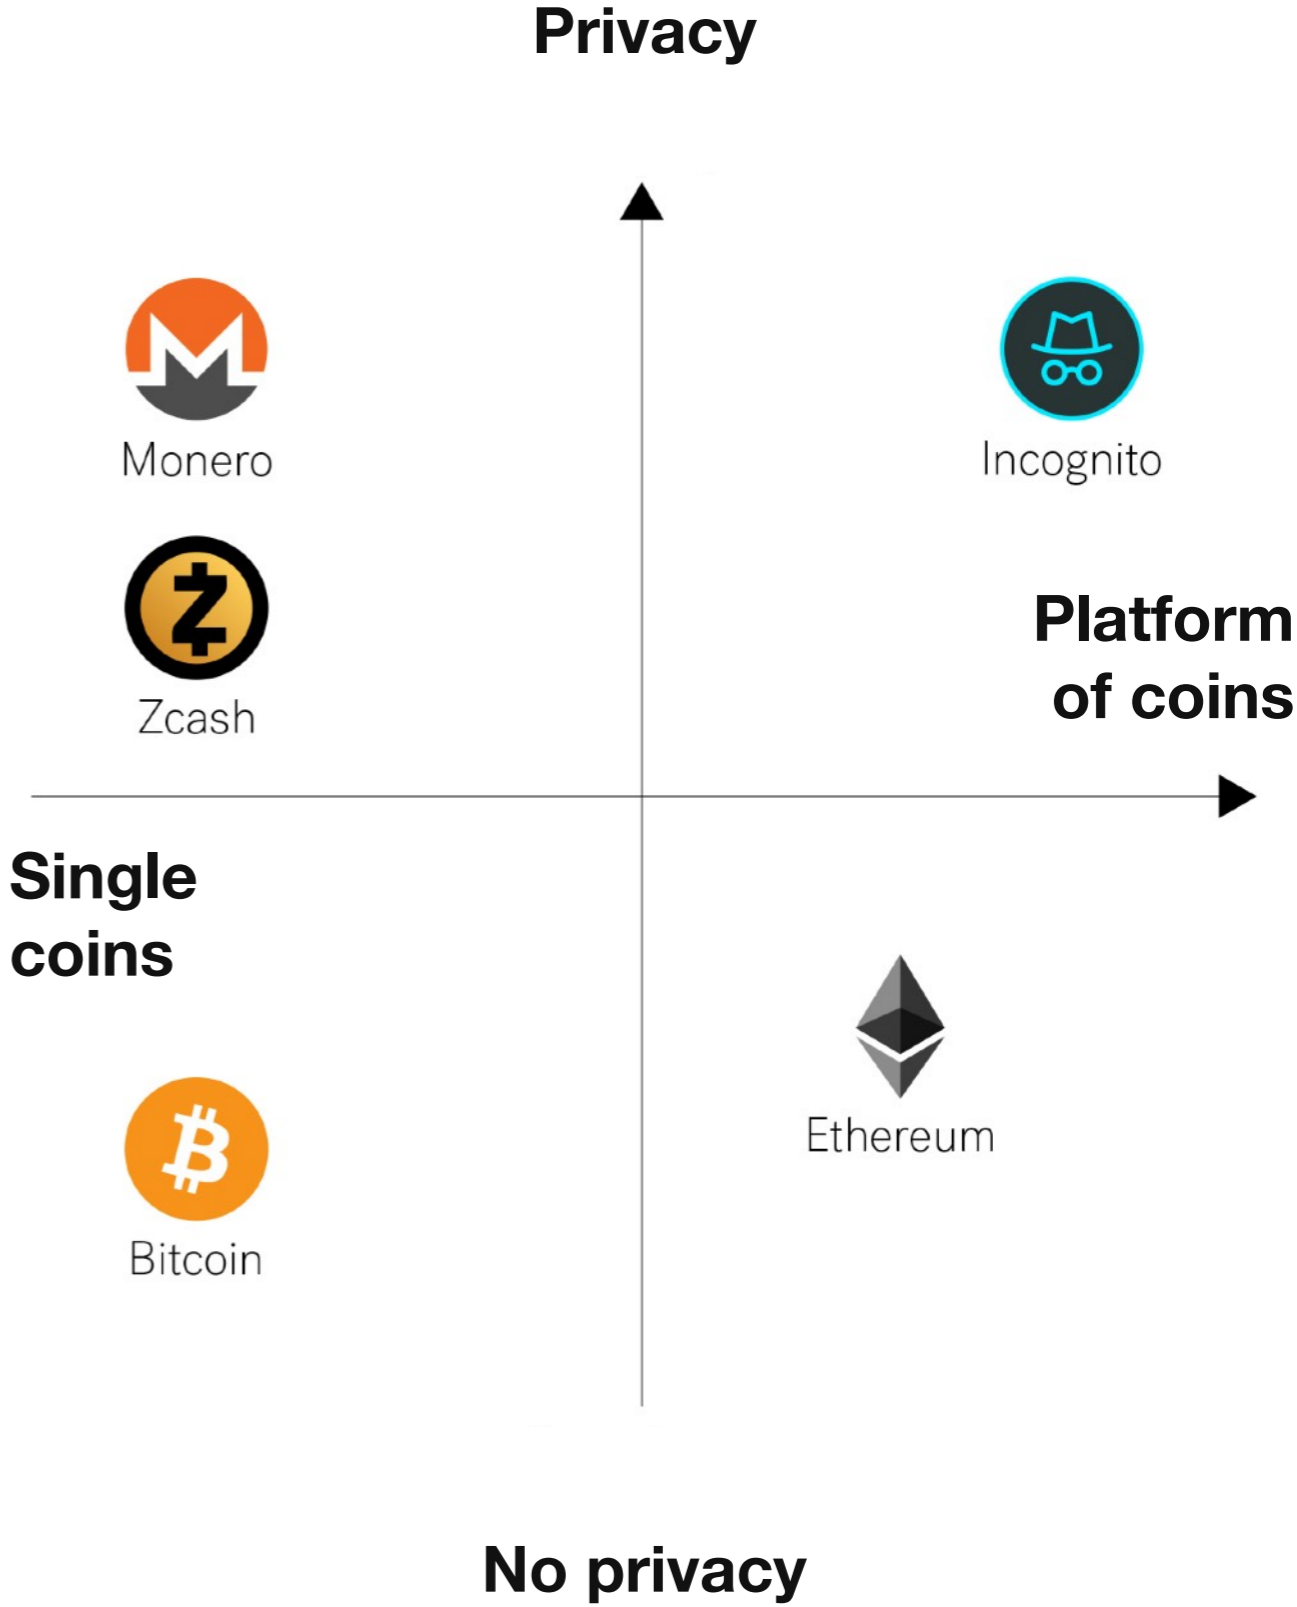 Privacy
Monero
Incognito
Zcash
Platform
of coins
Single
coins
Ethereum
Bitcoin
No privacy